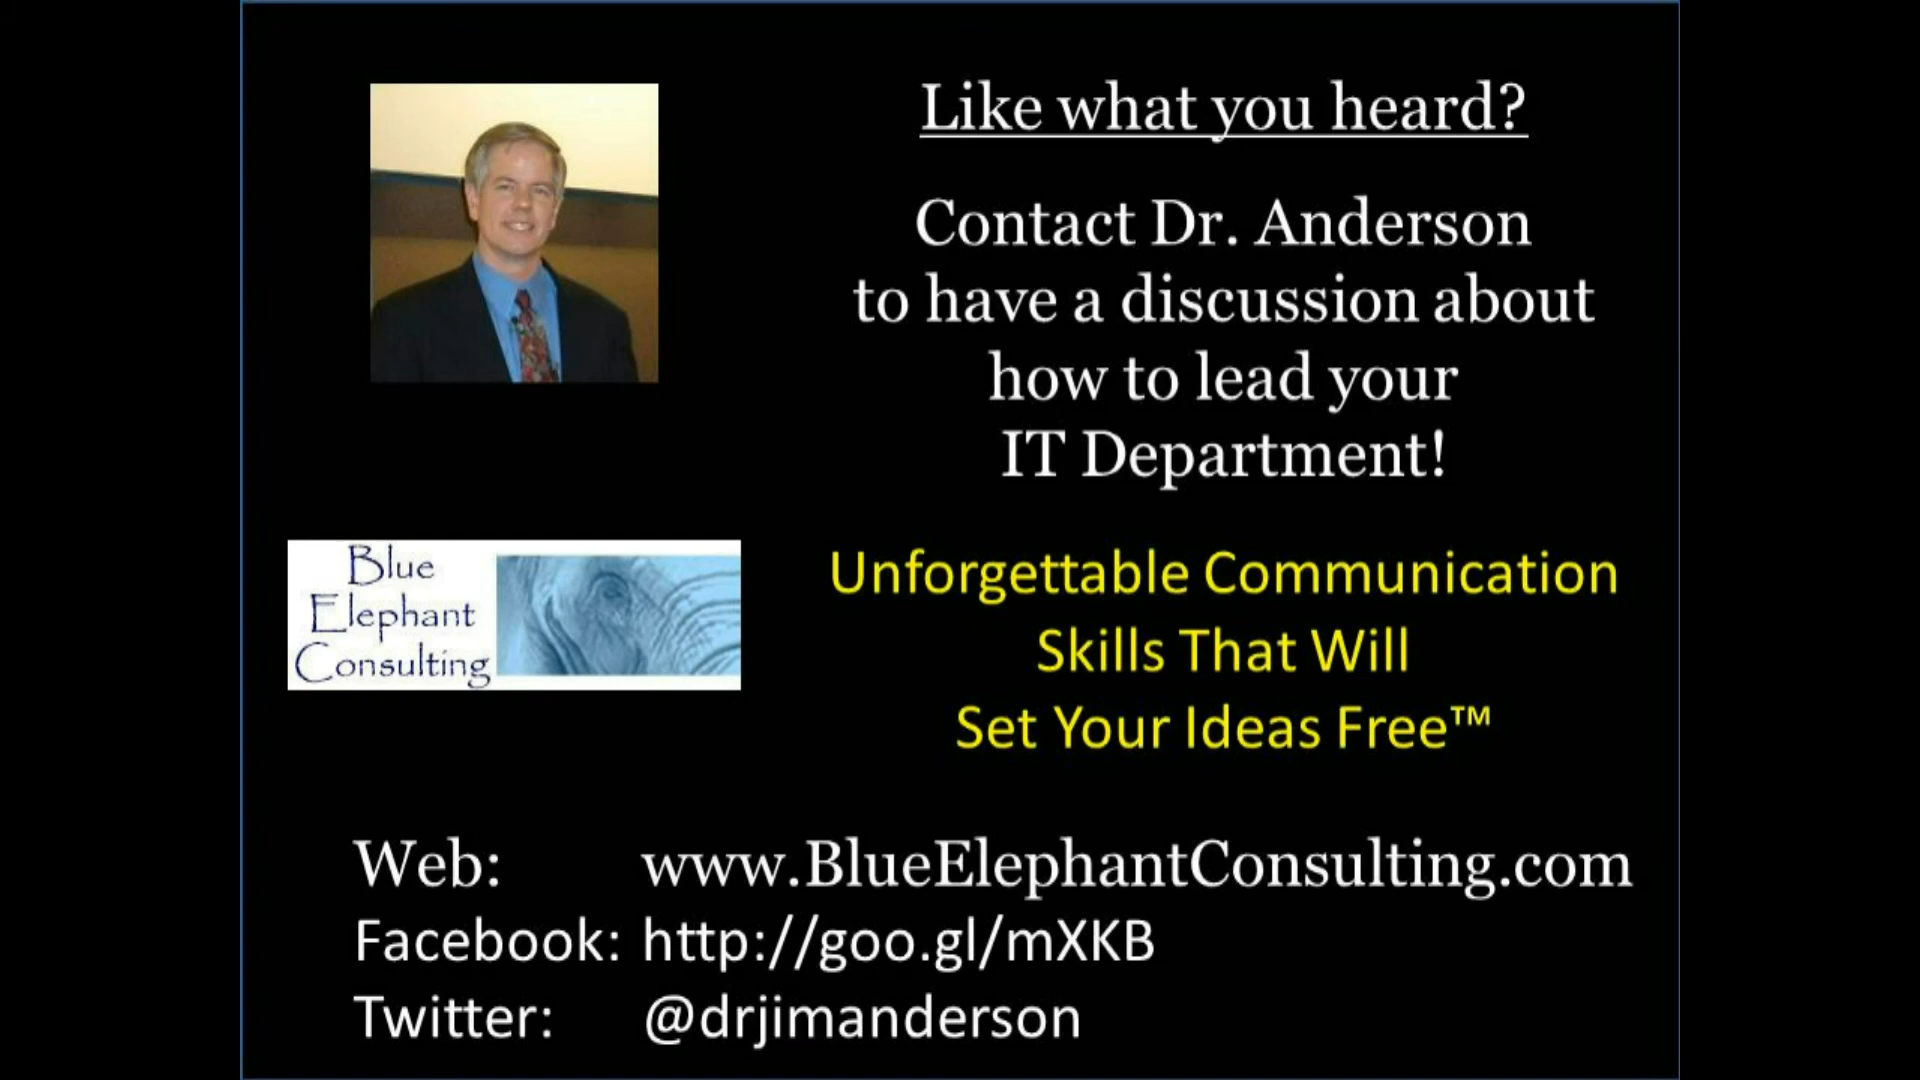 Like what you heard?
Contact Dr. Anderson
to have a discussion about
how to lead your
IT Department!
Blue
Elephant
Consulting
Unforgettable Communication
Skills That Will
Set Your Ideas Free™
Web: www.BlueElephantConsulting.com
Facebook: http://goo.gl/mXKB
Twitter: @drjimanderson